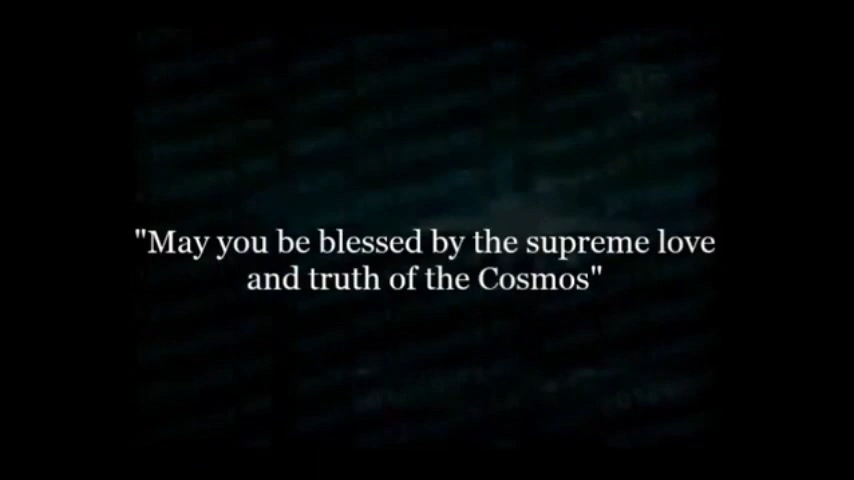 "May you be blessed by the supreme love
and truth of the Cosmos"